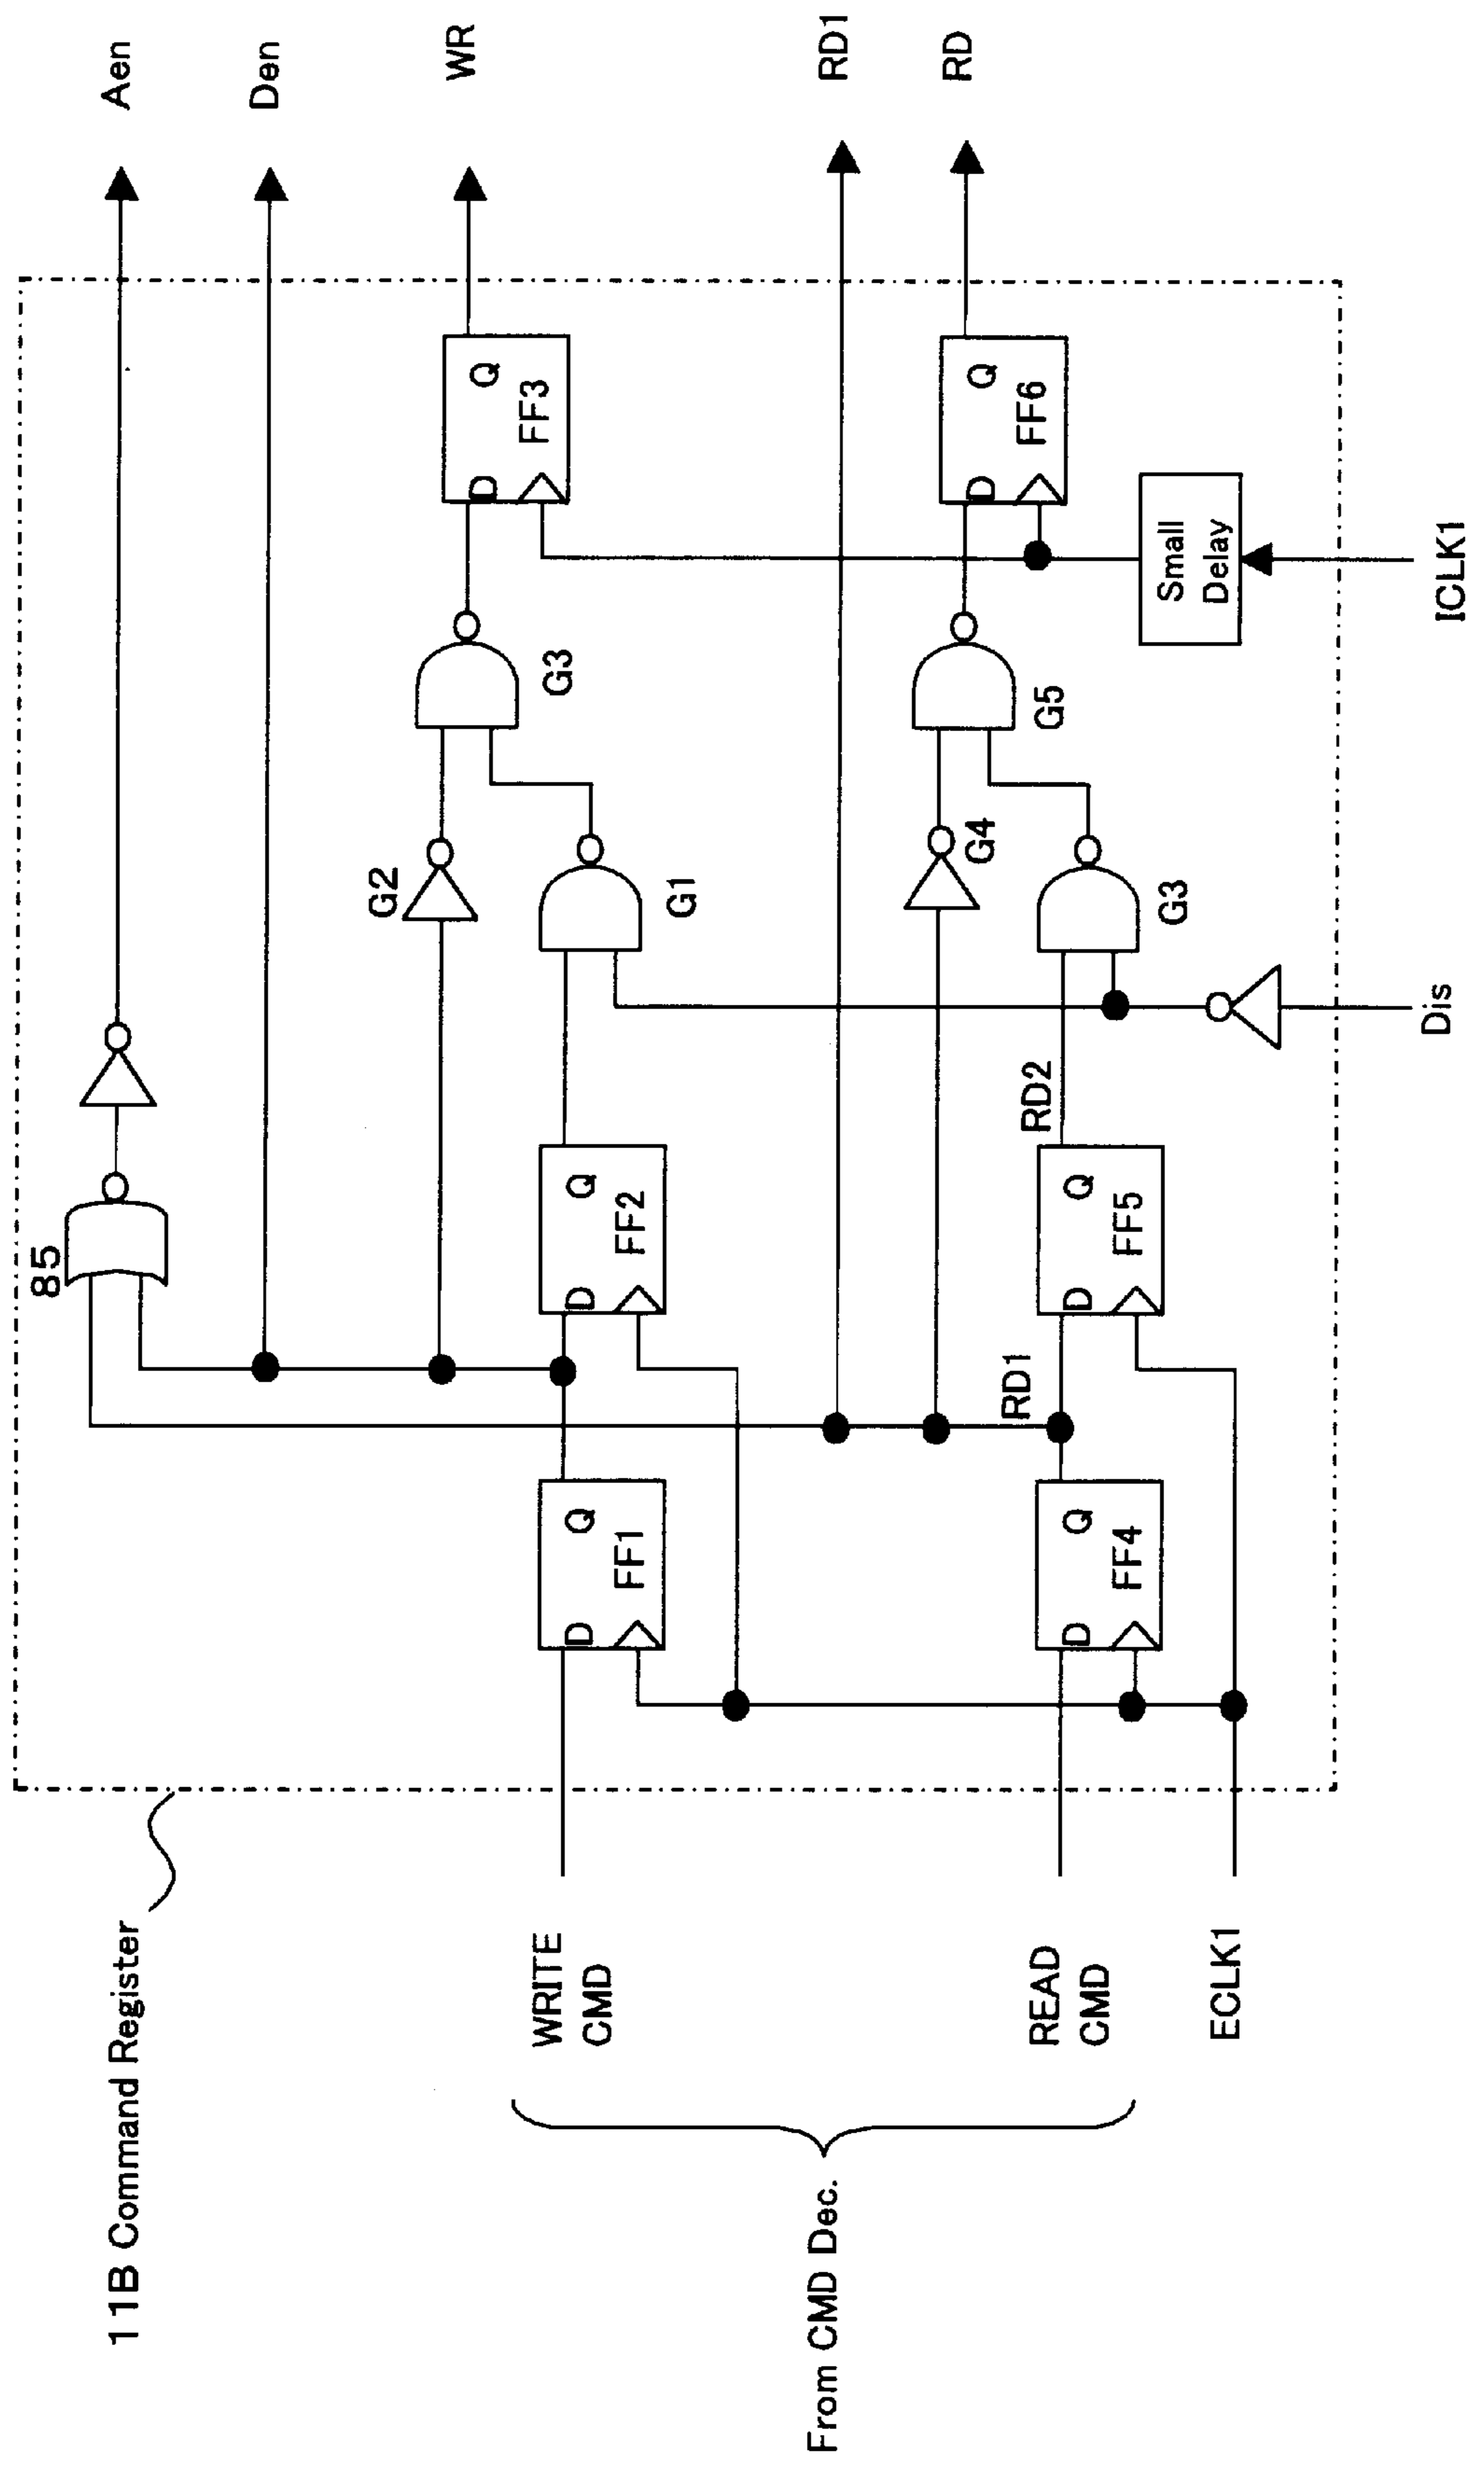 11B Command Register
From CMD Dec.
WRITE
CMD
READ
CMD
ECLK1
85
Aen
Den
WR
RD1
RD
D
Q
FF1
D
Q
FF2
G2
G1
G3
D
Q
FF3
D
Q
FF4
RD1
D
Q
FF5
RD2
G4
G3
G5
D
Q
FF6
Small
Delay
Dis
ICLK1